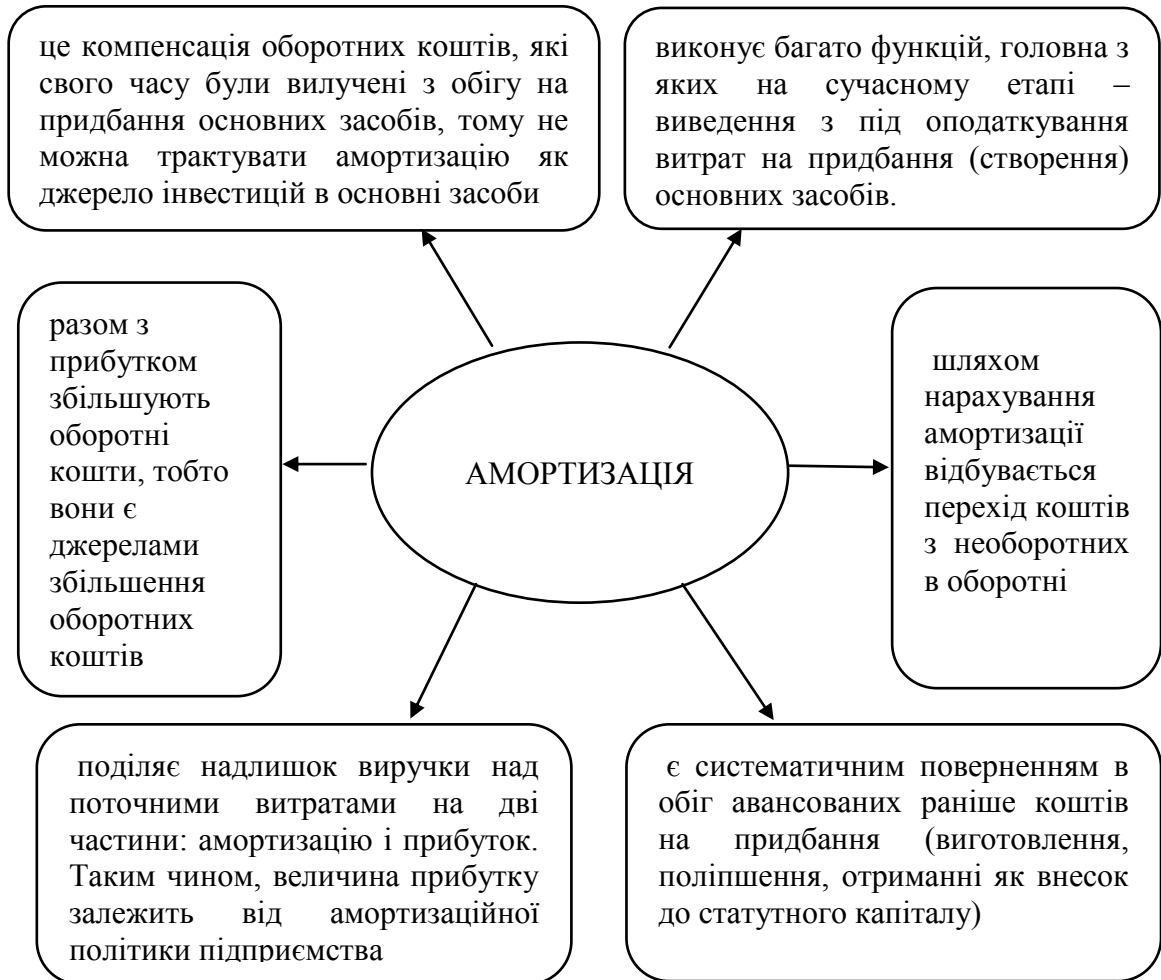 це компенсація оборотних коштів, які
свого часу були вилучені з обігу на
придбання основних засобів, тому не
можна трактувати амортизацію як
джерело інвестицій в основні засоби
виконує багато функцій, головна з
яких на сучасному етапі –
виведення з під оподаткування
витрат на придбання (створення)
основних засобів.
разом з
прибутком
збільшують
оборотні
кошти, тобто
вони є
джерелами
збільшення
оборотних
коштів
АМОРТИЗАЦІЯ
шляхом
нарахування
амортизації
відбувається
перехід коштів
з необоротних
в оборотні
поділяє надлишок виручки над
поточними витратами на дві
частини: амортизацію і прибуток.
Таким чином, величина прибутку
залежить від амортизаційної
політики підприємства
є систематичним поверненням в
обіг авансованих раніше коштів
на придбання (виготовлення,
поліпшення, отриманні як внесок
до статутного капіталу)